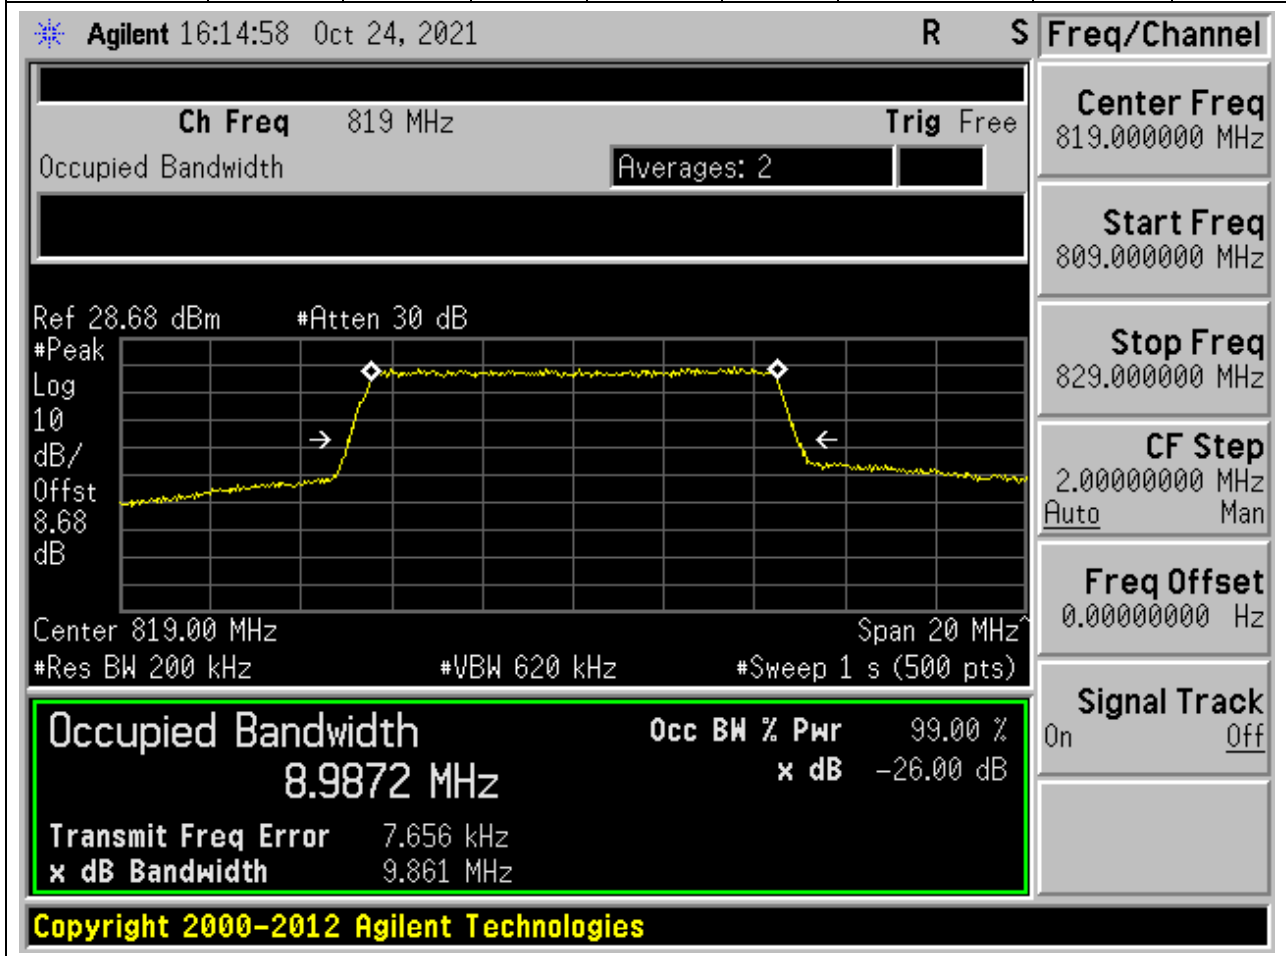 Agilent 16:14:58 Oct 24, 2021 R S Freq/Channel
Ch Freq 819 MHz Trig Free
Occupied Bandwidth Averages: 2
Center Freq
819.000000 MHz
Start Freq
809.000000 MHz
Stop Freq
829.000000 MHz
CF Step
2.00000000 MHz
Auto Man
Freq Offset
0.00000000 Hz
Signal Track
On Off
Ref 28.68 dBm #Atten 30 dB
#Peak
Log
10
dB/
Offst
8.68
dB
Center 819.00 MHz Span 20 MHz^
#Res BW 200 kHz #VBW 620 kHz #Sweep 1 s (500 pts)
Occupied Bandwidth Occ BW % Pwr 99.00 %
8.9872 MHz x dB -26.00 dB
Transmit Freq Error 7.656 kHz
x dB Bandwidth 9.861 MHz
Copyright 2000-2012 Agilent Technologies